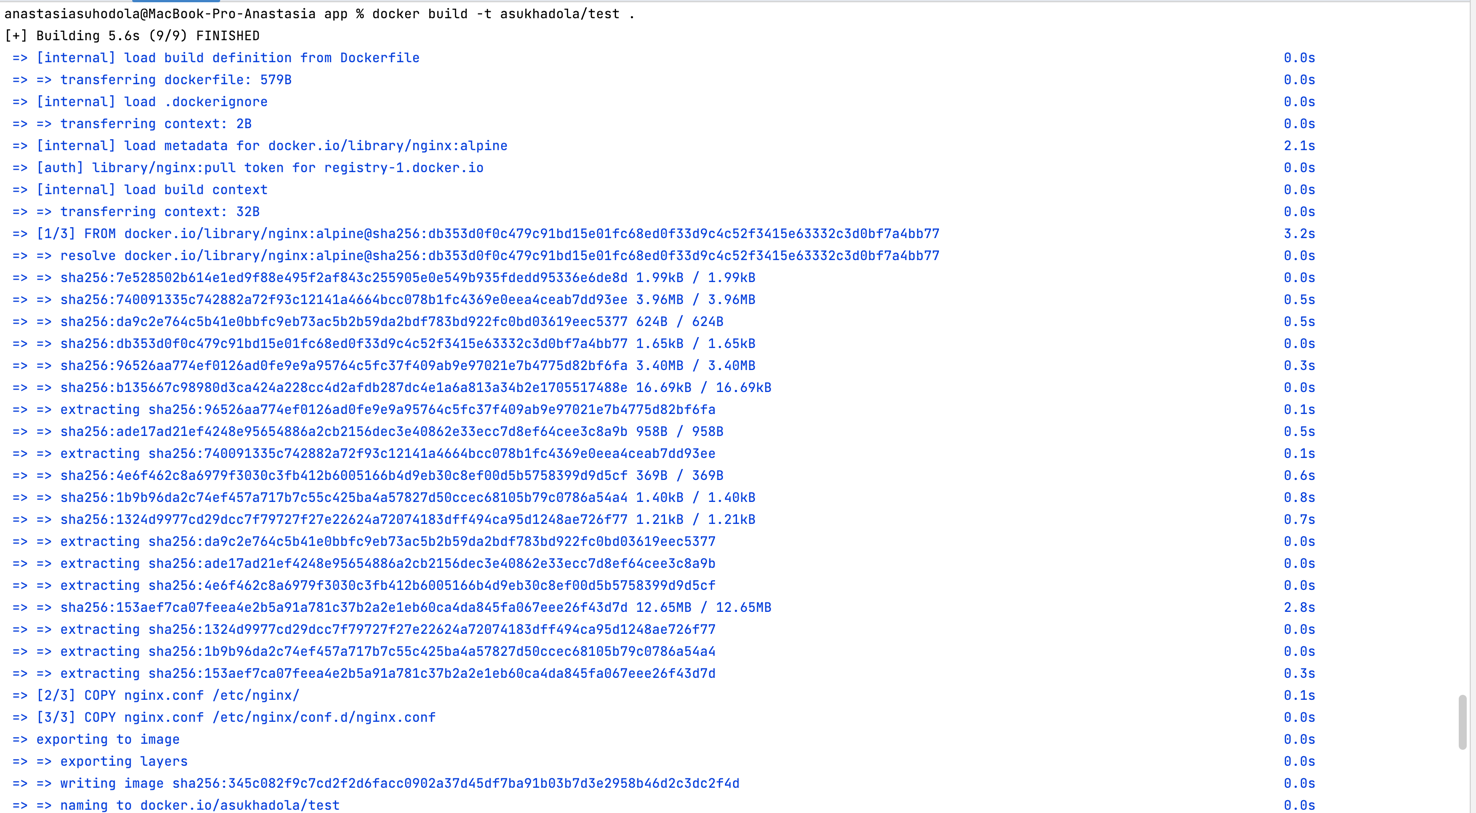 anastasiasuhodola@MacBook-Pro-Anastasia app % docker build -t asukhadola/test .
[+] Building 5.6s (9/9) FINISHED
=> [internal] load build definition from Dockerfile 0.0s
=> => transferring dockerfile: 579B 0.0s
=> [internal] load .dockerignore 0.0s
=> => transferring context: 2B 0.0s
=> [internal] load metadata for docker.io/library/nginx:alpine 2.1s
=> [auth] library/nginx:pull token for registry-1.docker.io 0.0s
=> [internal] load build context 0.0s
=> => transferring context: 32B 0.0s
=> [1/3] FROM docker.io/library/nginx:alpine@sha256:db353d0f0c479c91bd15e01fc68ed0f33d9c4c52f3415e63332c3d0bf7a4bb77 3.2s
=> => resolve docker.io/library/nginx:alpine@sha256:db353d0f0c479c91bd15e01fc68ed0f33d9c4c52f3415e63332c3d0bf7a4bb77 0.0s
=> => sha256:7e528502b614e1ed9f88e495f2af843c255905e0e549b935fdedd95336e6de8d 1.99kB / 1.99kB 0.0s
=> => sha256:740091335c742882a72f93c12141a4664bcc078b1fc4369e0eea4ceab7dd93ee 3.96MB / 3.96MB 0.5s
=> => sha256:da9c2e764c5b41e0bbfc9eb73ac5b2b59da2bdf783bd922fc0bd03619eec5377 624B / 624B 0.5s
=> => sha256:db353d0f0c479c91bd15e01fc68ed0f33d9c4c52f3415e63332c3d0bf7a4bb77 1.65kB / 1.65kB 0.0s
=> => sha256:96526aa774ef0126ad0fe9e9a95764c5fc37f409ab9e97021e7b4775d82bf6fa 3.40MB / 3.40MB 0.3s
=> => sha256:b135667c98980d3ca424a228cc4d2afdb287dc4e1a6a813a34b2e1705517488e 16.69kB / 16.69kB 0.0s
=> => extracting sha256:96526aa774ef0126ad0fe9e9a95764c5fc37f409ab9e97021e7b4775d82bf6fa 0.1s
=> => sha256:ade17ad21ef4248e95654886a2cb2156dec3e40862e33ecc7d8ef64cee3c8a9b 958B / 958B 0.5s
=> => extracting sha256:740091335c742882a72f93c12141a4664bcc078b1fc4369e0eea4ceab7dd93ee 0.1s
=> => sha256:4e6f462c8a6979f3030c3fb412b6005166b4d9eb30c8ef00d5b5758399d9d5cf 369B / 369B 0.6s
=> => sha256:1b9b96da2c74ef457a717b7c55c425ba4a57827d50ccec68105b79c0786a54a4 1.40kB / 1.40kB 0.8s
=> => sha256:1324d9977cd29dcc7f79727f27e22624a72074183dff494ca95d1248ae726f77 1.21kB / 1.21kB 0.7s
=> => extracting sha256:da9c2e764c5b41e0bbfc9eb73ac5b2b59da2bdf783bd922fc0bd03619eec5377 0.0s
=> => extracting sha256:ade17ad21ef4248e95654886a2cb2156dec3e40862e33ecc7d8ef64cee3c8a9b 0.0s
=> => extracting sha256:4e6f462c8a6979f3030c3fb412b6005166b4d9eb30c8ef00d5b5758399d9d5cf 0.0s
=> => sha256:153aef7ca07feea4e2b5a91a781c37b2a2e1eb60ca4da845fa067eee26f43d7d 12.65MB / 12.65MB 2.8s
=> => extracting sha256:1324d9977cd29dcc7f79727f27e22624a72074183dff494ca95d1248ae726f77 0.0s
=> => extracting sha256:1b9b96da2c74ef457a717b7c55c425ba4a57827d50ccec68105b79c0786a54a4 0.0s
=> => extracting sha256:153aef7ca07feea4e2b5a91a781c37b2a2e1eb60ca4da845fa067eee26f43d7d 0.3s
=> [2/3] COPY nginx.conf /etc/nginx/ 0.1s
=> [3/3] COPY nginx.conf /etc/nginx/conf.d/nginx.conf 0.0s
=> exporting to image 0.0s
=> => exporting layers 0.0s
=> => writing image sha256:345c082f9c7cd2f2d6facc0902a37d45df7ba91b03b7d3e2958b46d2c3dc2f4d 0.0s
=> => naming to docker.io/asukhadola/test 0.0s